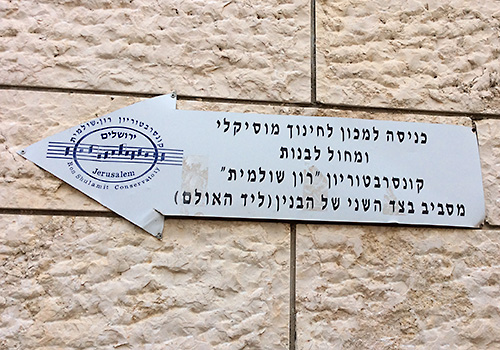 כניסה למכון לחינוך מוסיקלי
ומחול לבנות
קונסרבטוריון "רון שולמית"
מסביב בצד השני של הבנין(ליד האולם)
קונסרבטוריון רון-שולמית
ירושלים
Jerusalem
Ron Shulamit Conservatory